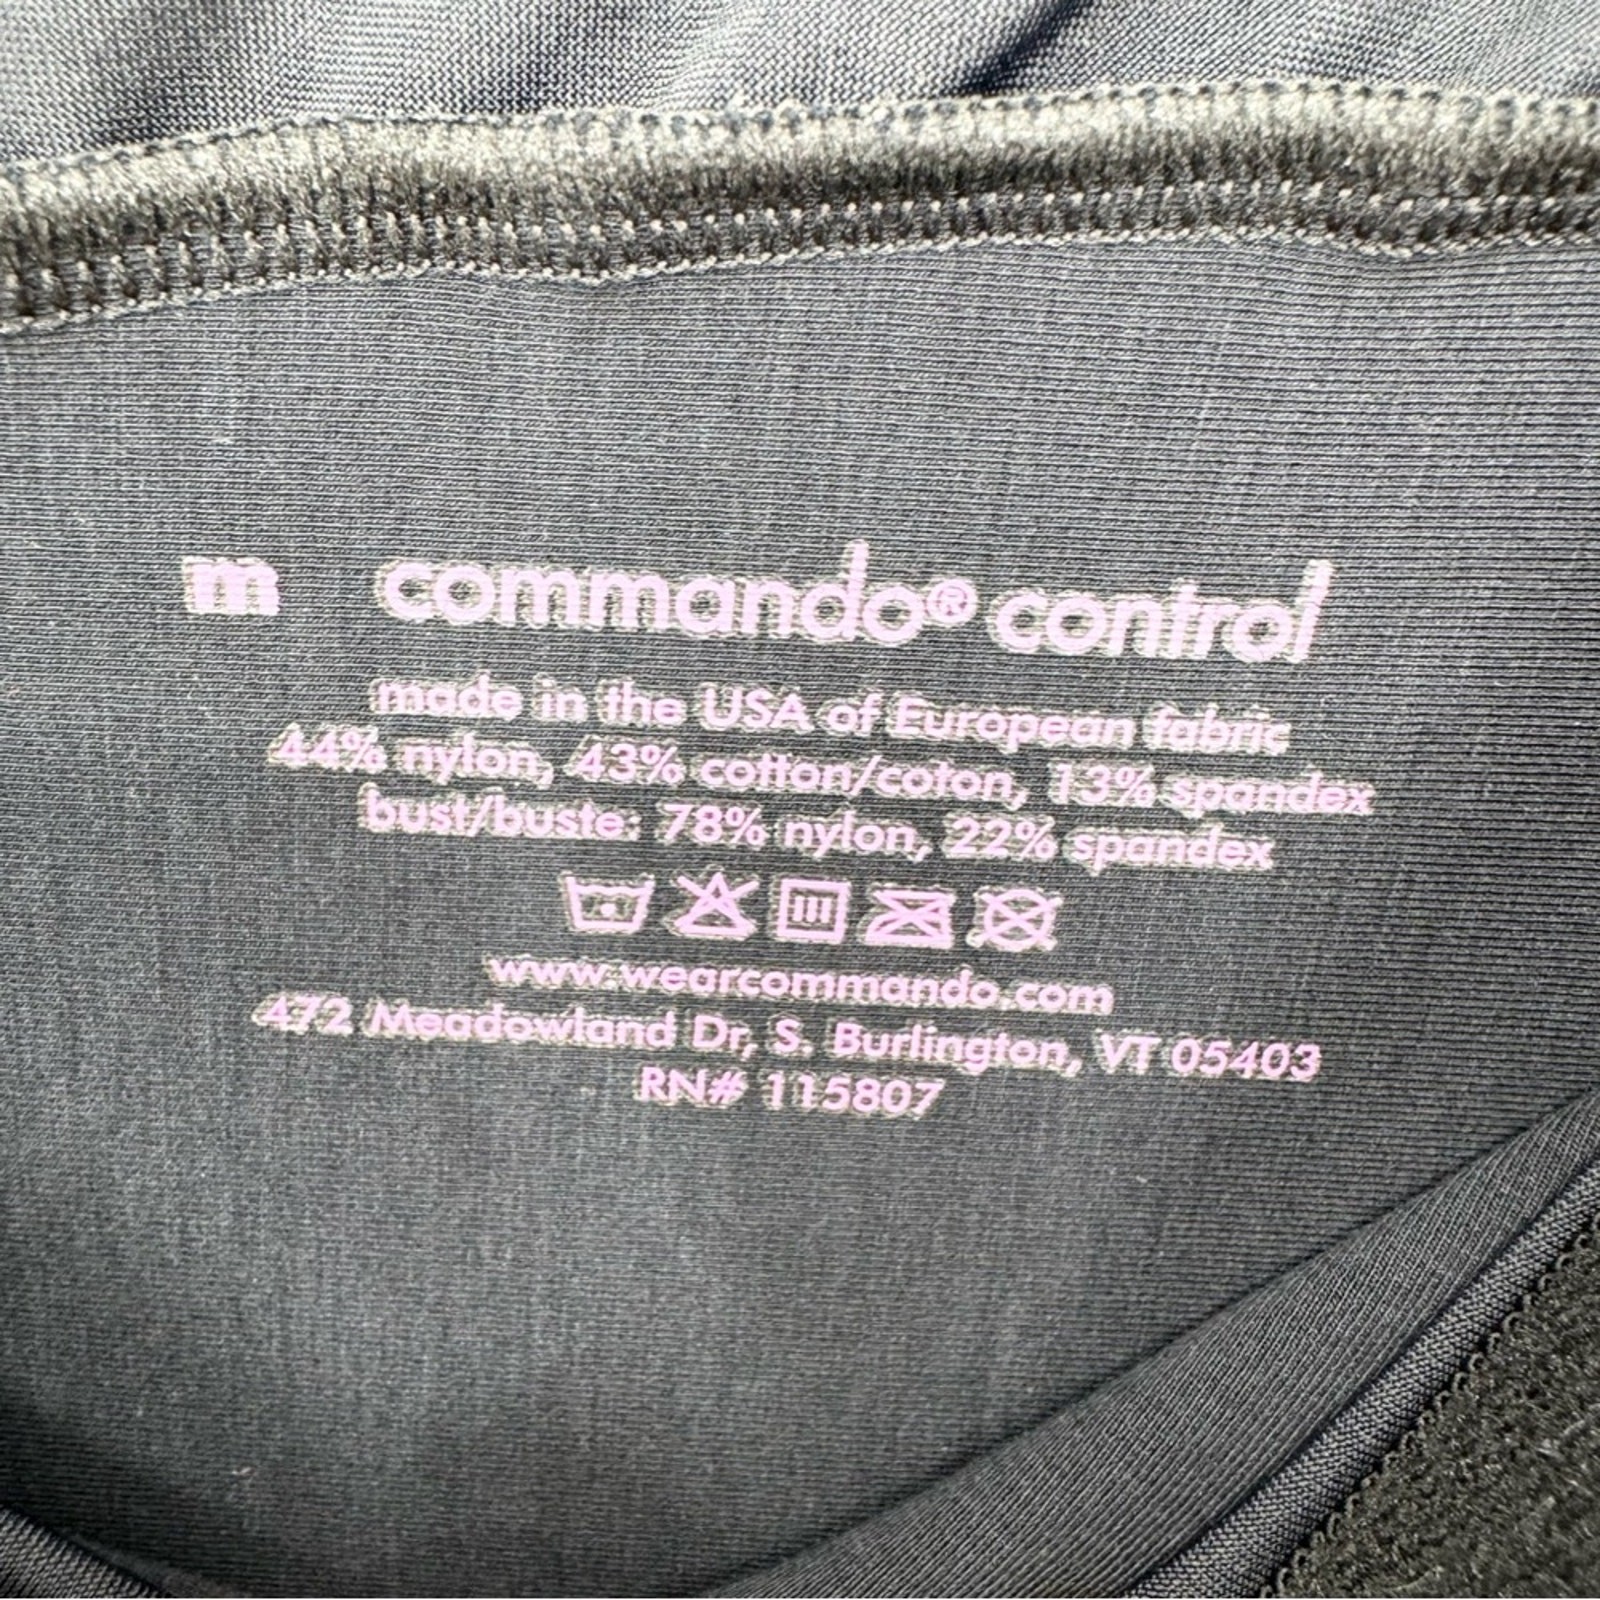 m commando® control
made in the USA of European fabric
44% nylon, 43% cotton/coton, 13% spandex
bust/buste: 78% nylon, 22% spandex
www.wearcommando.com
472 Meadowland Dr, S. Burlington, VT 05403
RN# 115807